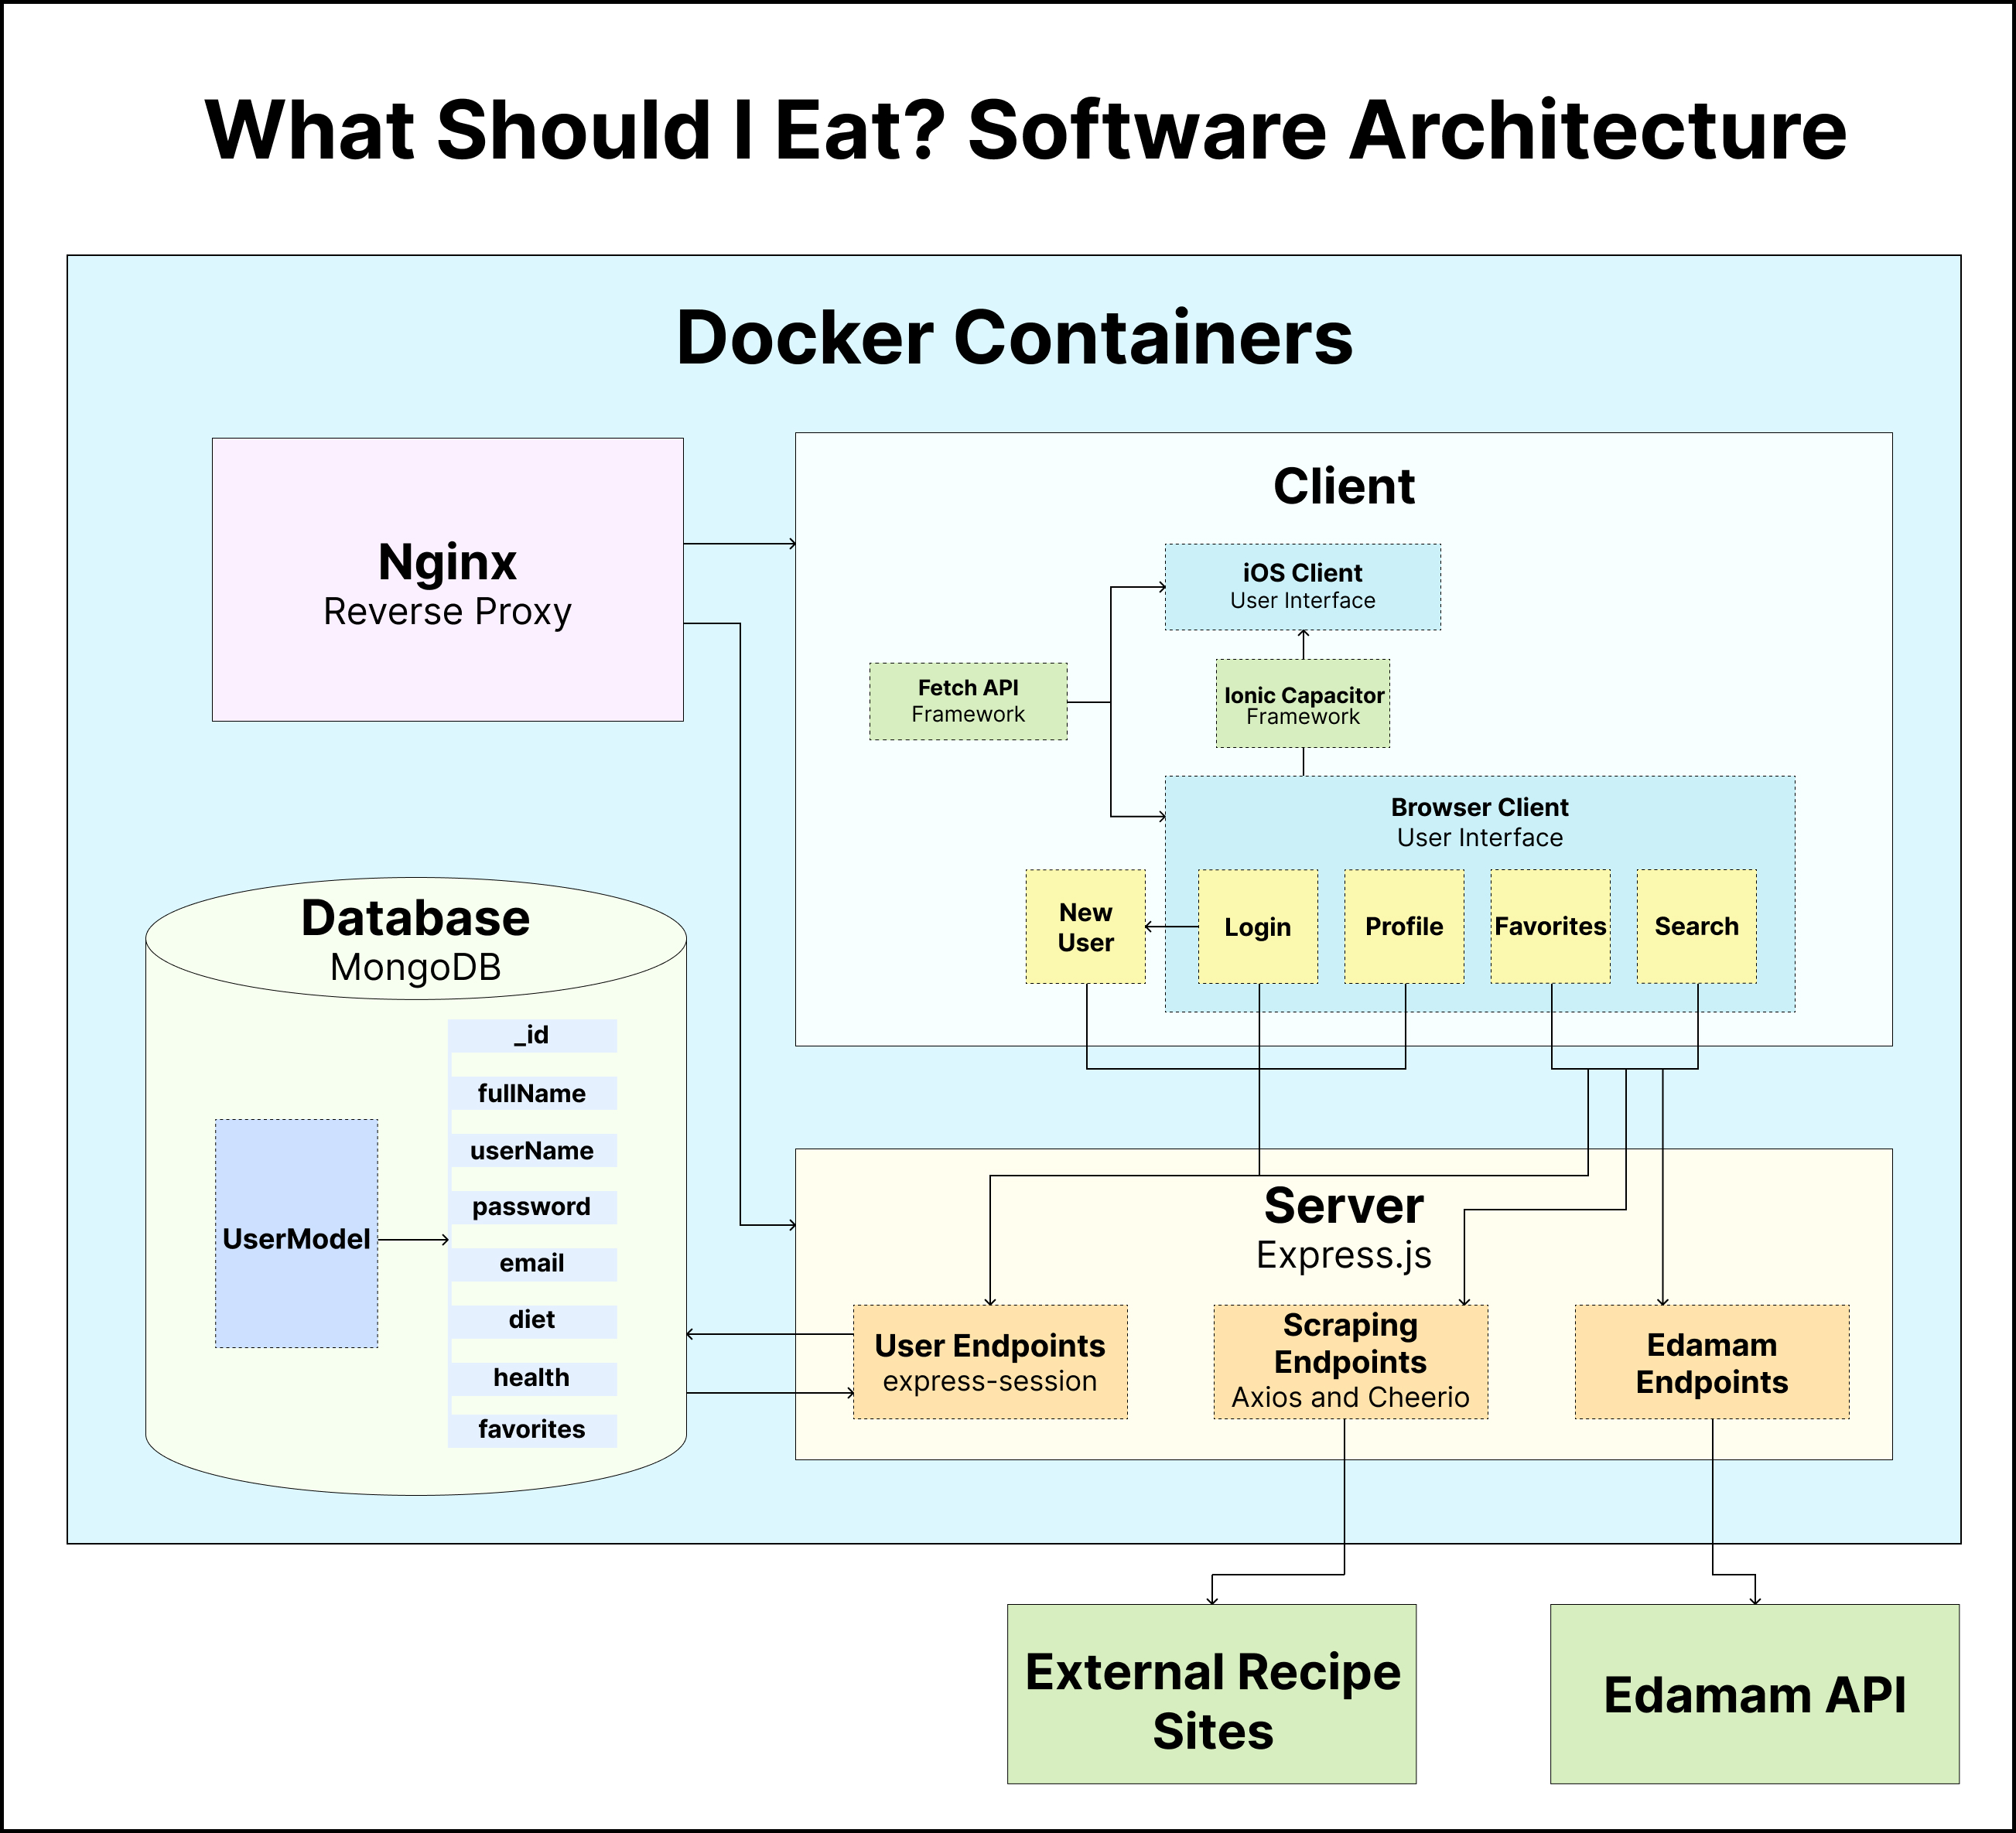 What Should I Eat? Software Architecture
Docker Containers
Nginx
Reverse Proxy
Client
iOS Client
User Interface
Fetch API
Framework
Ionic Capacitor
Framework
Browser Client
User Interface
New
User
Login
Profile
Favorites
Search
Database
MongoDB
_id
fullName
userName
password
email
diet
health
favorites
UserModel
Server
Express.js
User Endpoints
express-session
Scraping
Endpoints
Axios and Cheerio
Edamam
Endpoints
External Recipe
Sites
Edamam API